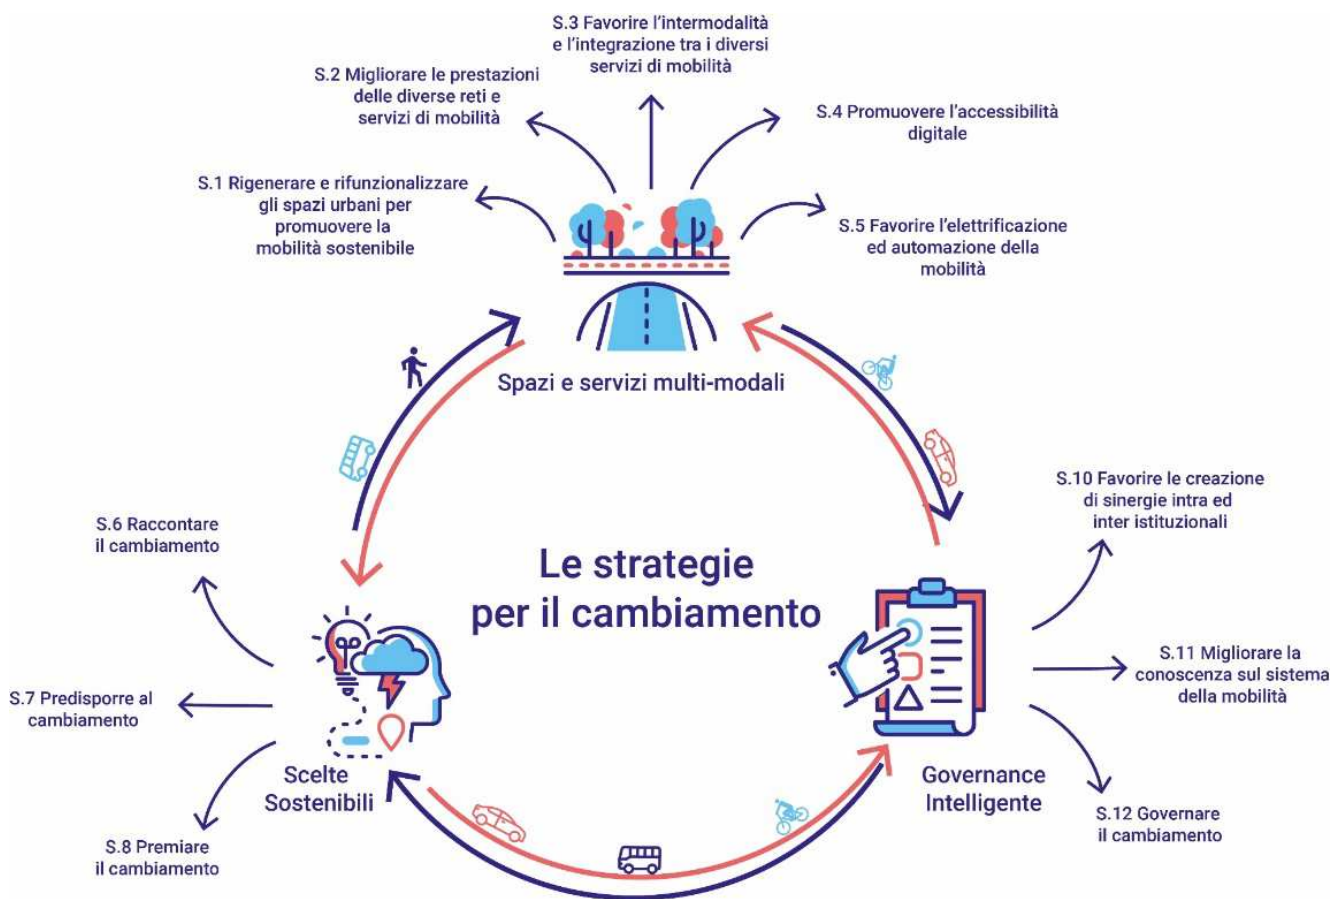 S.3 Favorire l'intermodalità
e l'integrazione tra i diversi
servizi di mobilità
S.2 Migliorare le prestazioni
delle diverse reti e
servizi di mobilità
S.4 Promuovere l'accessibilità
digitale
S.1 Rigenerare e rifunzionalizzare
gli spazi urbani per
promuovere la
mobilità sostenibile
S.5 Favorire l'elettrificazione
ed automazione della
mobilità
Spazi e servizi multi-modali
S.10 Favorire le creazione
di sinergie intra ed
inter istituzionali
S.6 Raccontare
il cambiamento
Le strategie
per il cambiamento
S.11 Migliorare la
conoscenza sul sistema
della mobilità
S.7 Predisporre al
cambiamento
Scelte
Sostenibili
Governance
Intelligente
S.12 Governare
il cambiamento
S.8 Premiare
il cambiamento